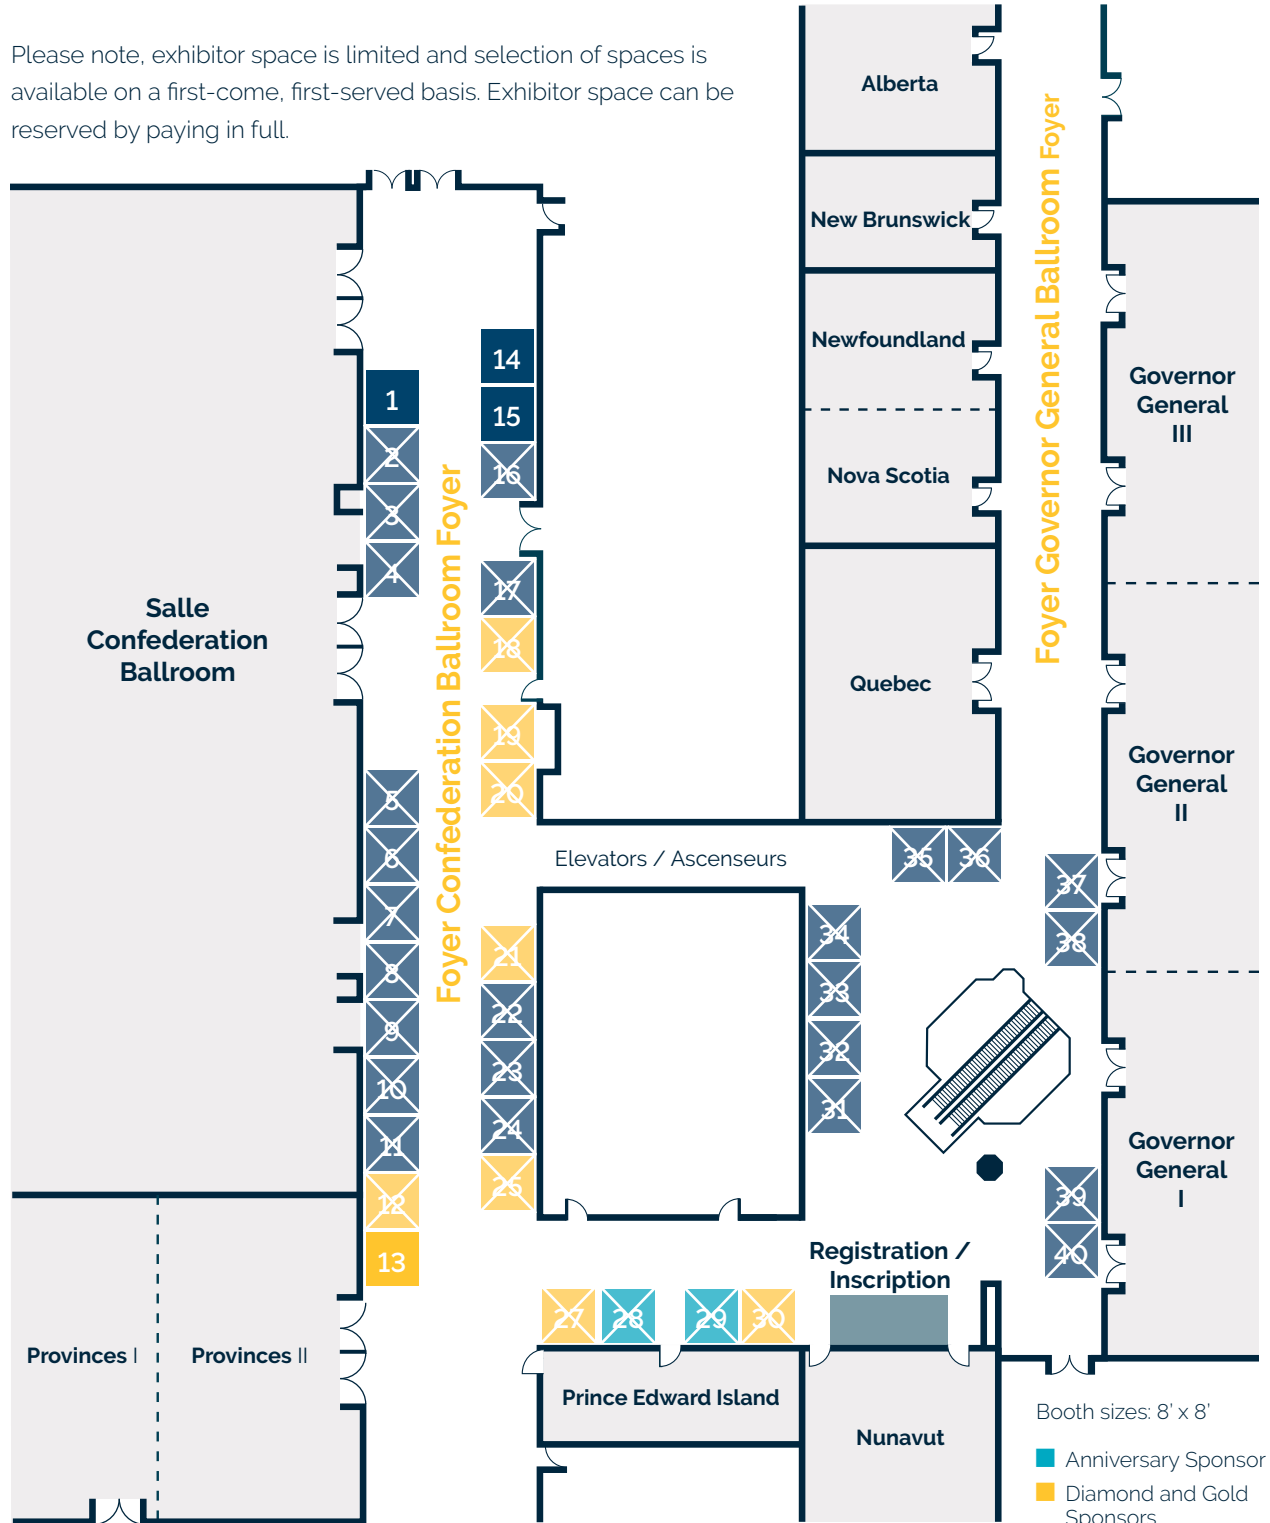 Please note, exhibitor space is limited and selection of spaces is
available on a first-come, first-served basis. Exhibitor space can be
reserved by paying in full.
Alberta
New Brunswick
Newfoundland
Nova Scotia
Quebec
Foyer Governor General Ballroom Foyer
Governor
General
III
Governor
General
II
Governor
General
I
Salle
Confederation
Ballroom
Foyer Confederation Ballroom Foyer
1
2
3
4
5
6
7
8
9
10
11
12
13
14
15
16
17
18
19
20
21
22
23
24
25
Elevators / Ascenseurs
35
36
37
38
34
33
32
31
39
40
Registration /
Inscription
27
28
29
30
Provinces I
Provinces II
Prince Edward Island
Nunavut
Booth sizes: 8' x 8'
Anniversary Sponsor
Diamond and Gold
Sponsors